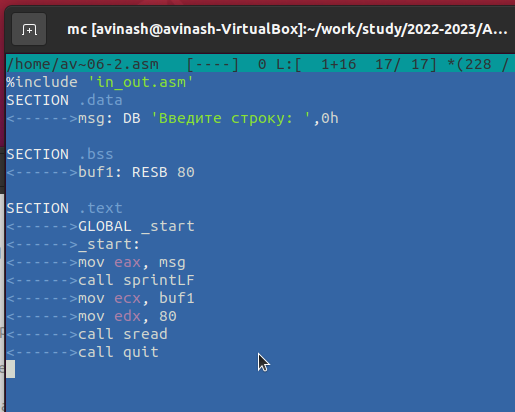 mc [avinash@avinash-VirtualBox]:~/work/study/2022-2023/A...
/home/av~06-2.asm [----] 0 L:[ 1+16 17/ 17] *(228 /
%include 'in_out.asm'
SECTION .data
<------>msg: DB 'Введите строку: ',0h
SECTION .bss
<------>buf1: RESB 80
SECTION .text
<------>GLOBAL _start
<------>_start:
<------>mov eax, msg
<------>call sprintLF
<------>mov ecx, buf1
<------>mov edx, 80
<------>call sread
<------>call quit